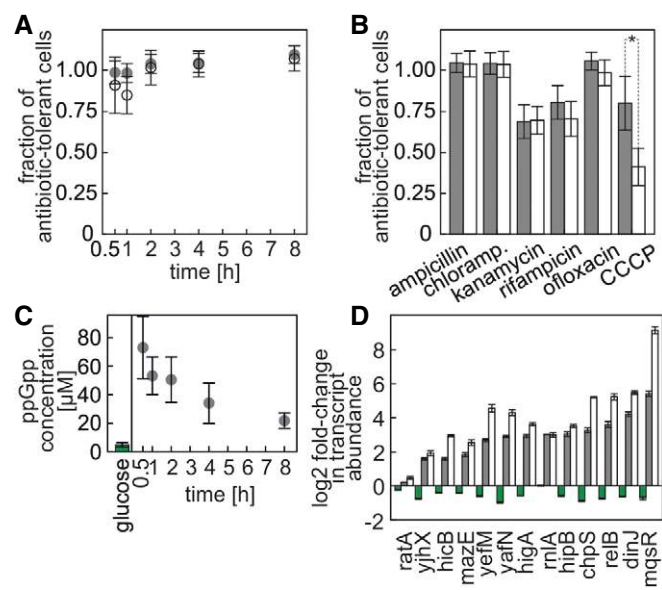 A
fraction of
antibiotic-tolerant cells
1.00
0.75
0.50
0.25
0
0.5 1 2 3 4 5 6 7 8
time [h]
B
fraction of
antibiotic-tolerant cells
1.00
0.75
0.50
0.25
0
*
ampicillin
chloramp.
kanamycin
rifampicin
ofloxacin
CCCP
C
ppGpp
concentration
[µM]
80
60
40
20
0
glucose
0.5 1 2 3 4 5 6 7 8
time [h]
D
log2 fold-change
in transcript
abundance
8
6
4
2
0
-2
ratA
yjhX
hicB
mazE
yefM
yafN
higA
rnlA
hipB
chpS
relB
dinJ
mqsR